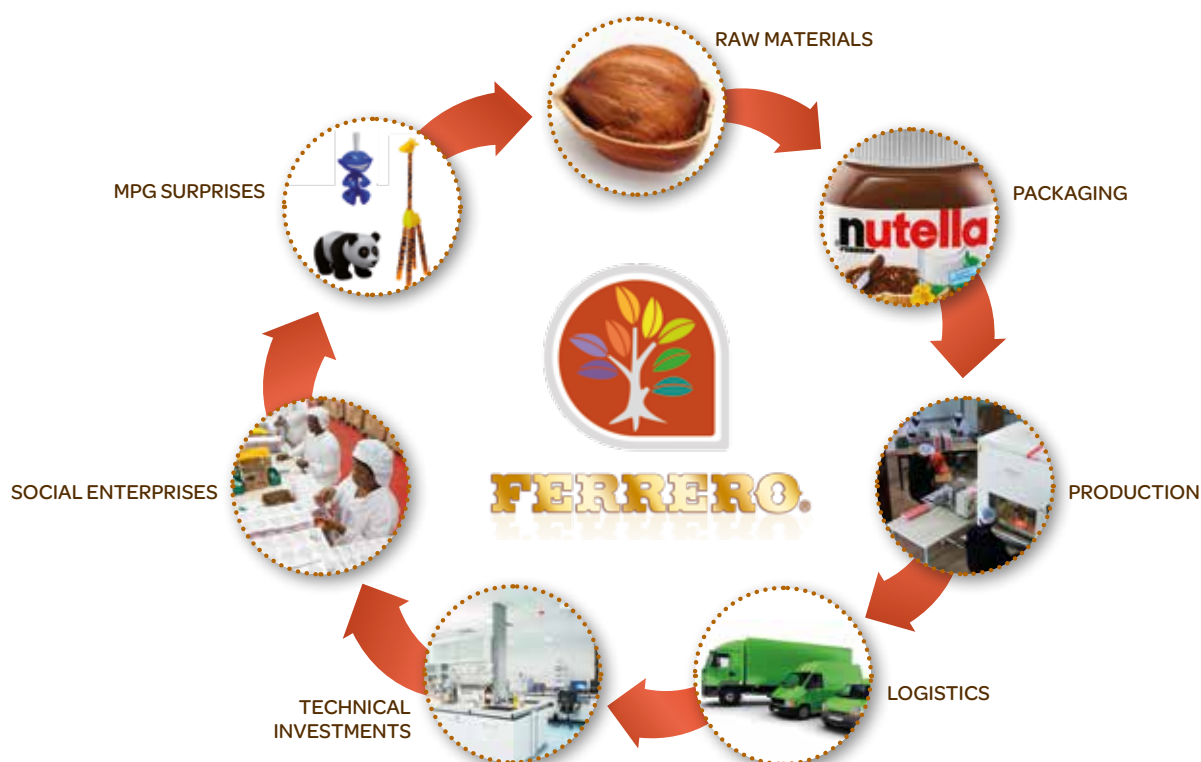 RAW MATERIALS
MPG SURPRISES
PACKAGING
nutella
FERRERO.
SOCIAL ENTERPRISES
PRODUCTION
LOGISTICS
TECHNICAL
INVESTMENTS